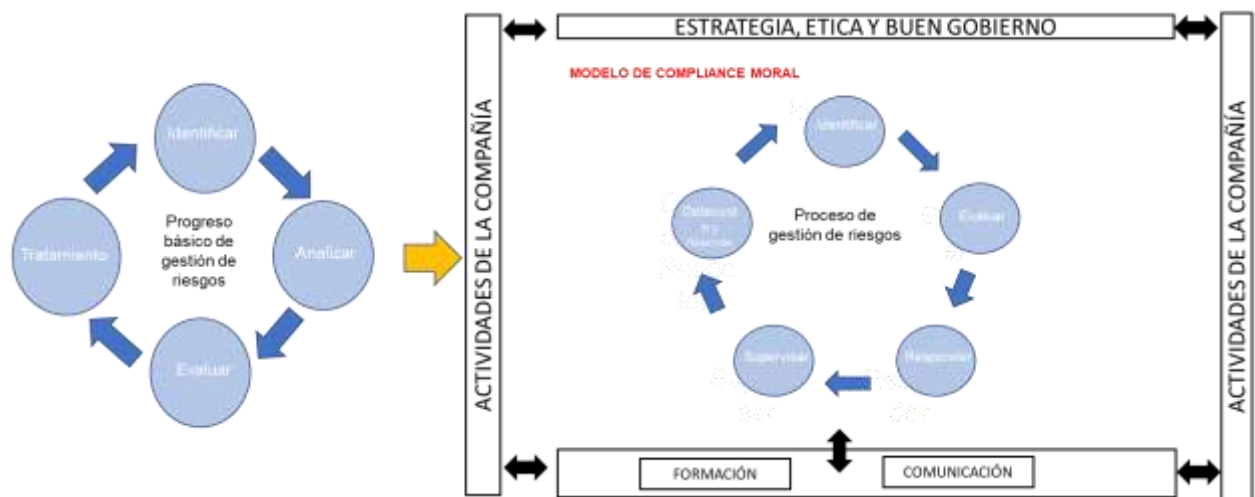 ESTRATEGIA, ETICA Y BUEN GOBIERNO
MODELO DE COMPLIANCE MORAL
ACTIVIDADES DE LA COMPAÑÍA
ACTIVIDADES DE LA COMPAÑÍA
Identificar
Analizar
Evaluar
Tratamiento
Progreso
básico de
gestión de
riesgos
Identificar
Evaluar
Responder
Supervisar
Proceso de
gestión de riesgos
FORMACIÓN
COMUNICACIÓN